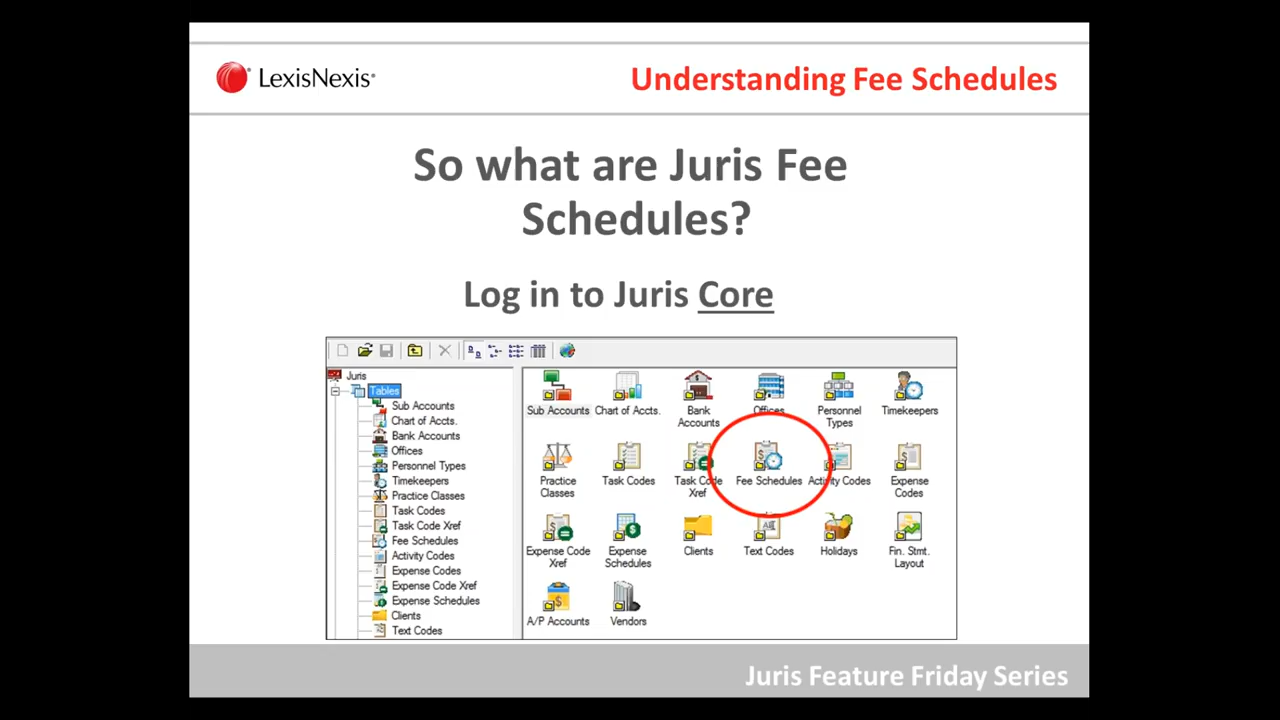 LexisNexis®
Understanding Fee Schedules
So what are Juris Fee
Schedules?
Log in to Juris Core
Juris
Tables
Sub Accounts
Chart of Accts.
Bank Accounts
Offices
Personnel Types
Timekeepers
Practice Classes
Task Codes
Task Code Xref
Fee Schedules
Activity Codes
Expense Codes
Expense Code Xref
Expense Schedules
Clients
Text Codes
Sub Accounts
Chart of Accts.
Bank
Accounts
Offices
Personnel
Types
Timekeepers
Practice
Classes
Task Codes
Task Code
Xref
Fee Schedules
Activity Codes
Expense
Codes
Expense Code
Xref
Expense
Schedules
Clients
Text Codes
Holidays
Fin. Stmt.
Layout
A/P Accounts
Vendors
Juris Feature Friday Series